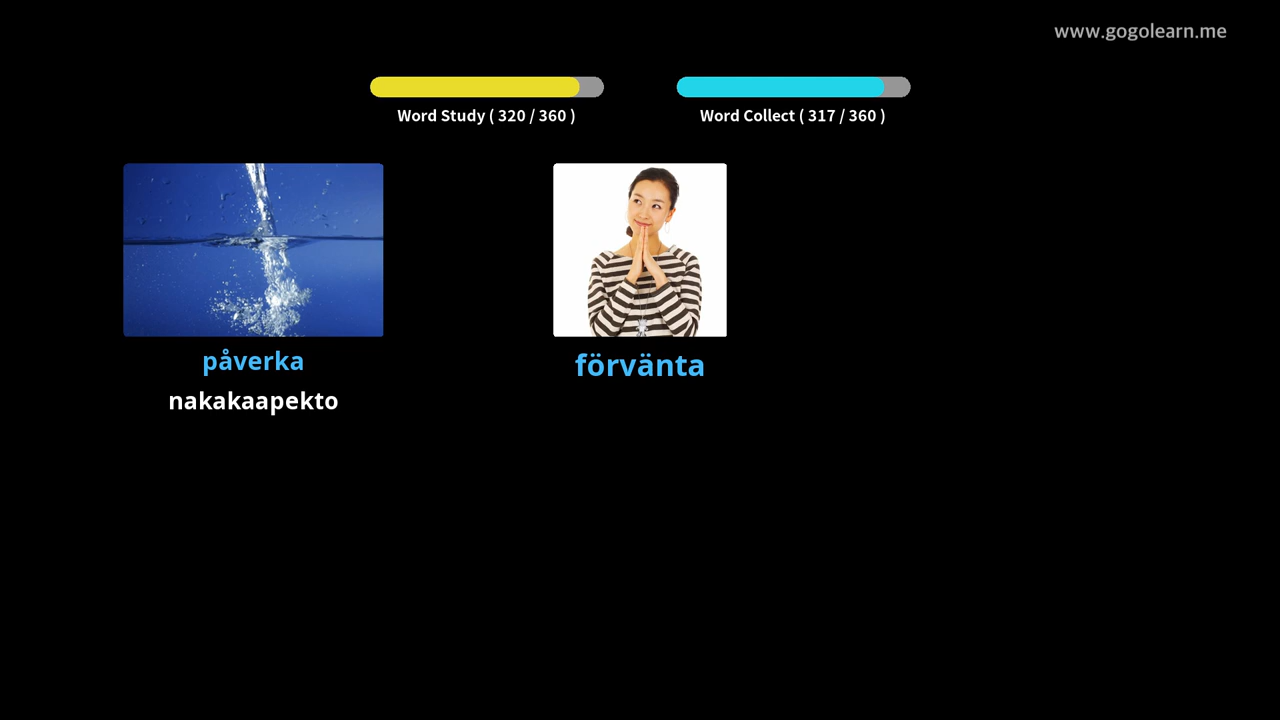 www.gogolearn.me
Word Study ( 320 / 360 )
Word Collect ( 317 / 360 )
påverka
förvänta
nakakaapekto